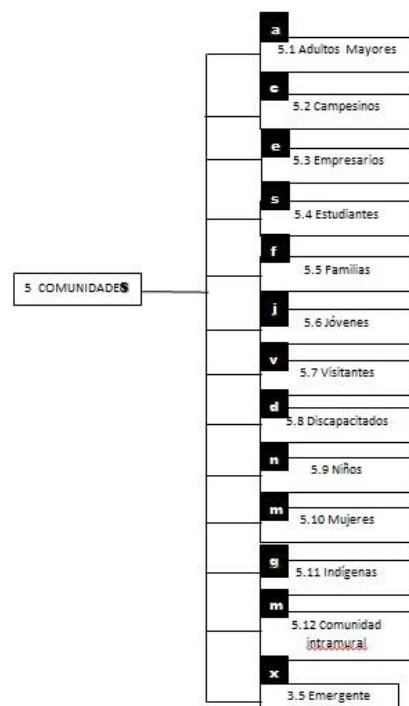 a
5.1 Adultos Mayores
c
5.2 Campesinos
e
5.3 Empresarios
s
5.4 Estudiantes
f
5.5 Familias
5 COMUNIDADES
j
5.6 Jóvenes
v
5.7 Visitantes
d
5.8 Discapacitados
n
5.9 Niños
m
5.10 Mujeres
g
5.11 Indígenas
m
5.12 Comunidad
intramural
x
3.5 Emergente